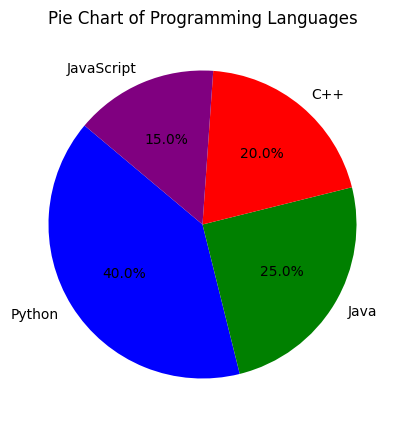 Pie Chart of Programming Languages
JavaScript
C++
15.0%
20.0%
40.0%
25.0%
Python
Java